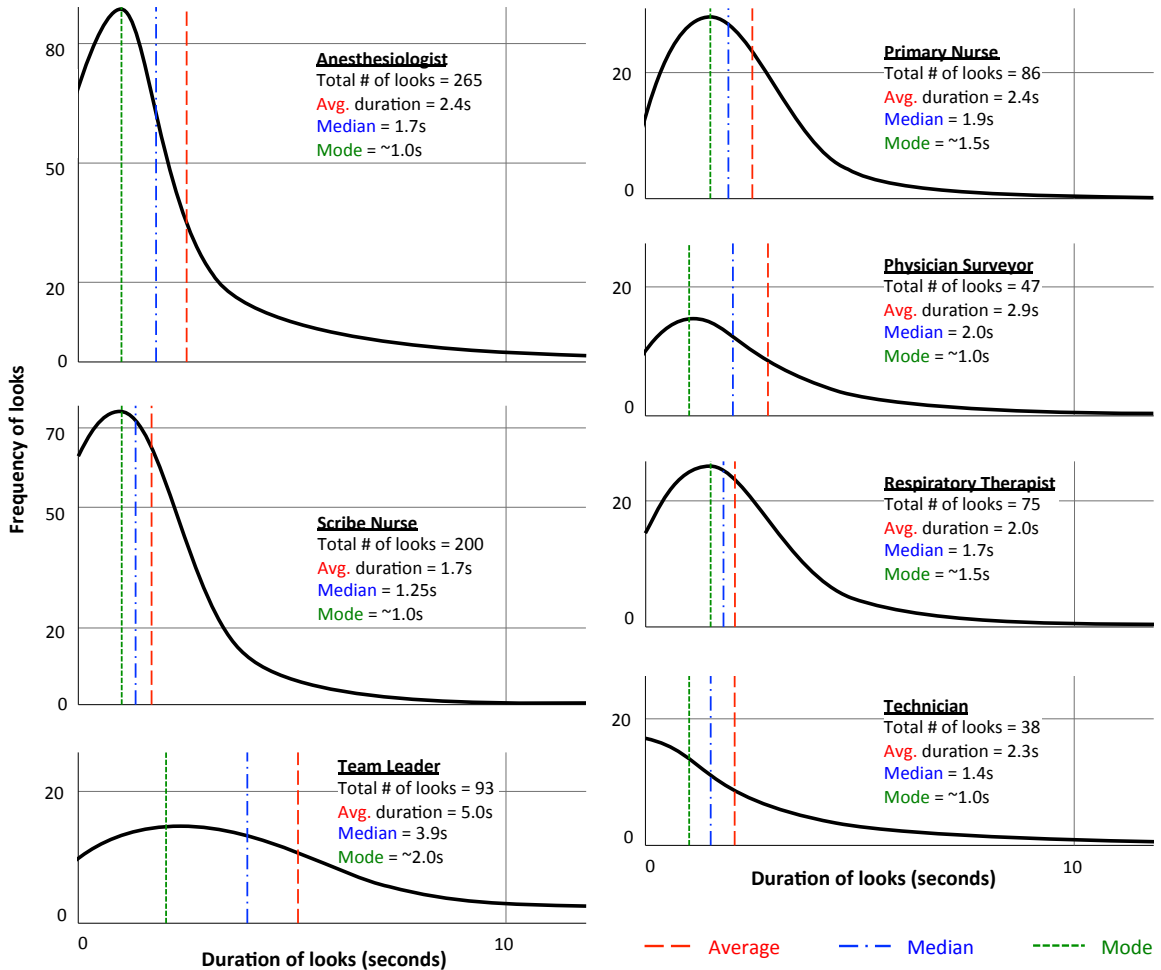 Frequency of looks
80
50
20
0
Anesthesiologist
Total # of looks = 265
Avg. duration = 2.4s
Median = 1.7s
Mode = ~1.0s
70
50
20
0
10
Scribe Nurse
Total # of looks = 200
Avg. duration = 1.7s
Median = 1.25s
Mode = ~1.0s
20
0
Team Leader
Total # of looks = 93
Avg. duration = 5.0s
Median = 3.9s
Mode = ~2.0s
0
10
Duration of looks (seconds)
20
0
Primary Nurse
Total # of looks = 86
Avg. duration = 2.4s
Median = 1.9s
Mode = ~1.5s
20
0
Physician Surveyor
Total # of looks = 47
Avg. duration = 2.9s
Median = 2.0s
Mode = ~1.0s
20
0
Respiratory Therapist
Total # of looks = 75
Avg. duration = 2.0s
Median = 1.7s
Mode = ~1.5s
20
0
Technician
Total # of looks = 38
Avg. duration = 2.3s
Median = 1.4s
Mode = ~1.0s
0
10
Duration of looks (seconds)
Average
Median
Mode